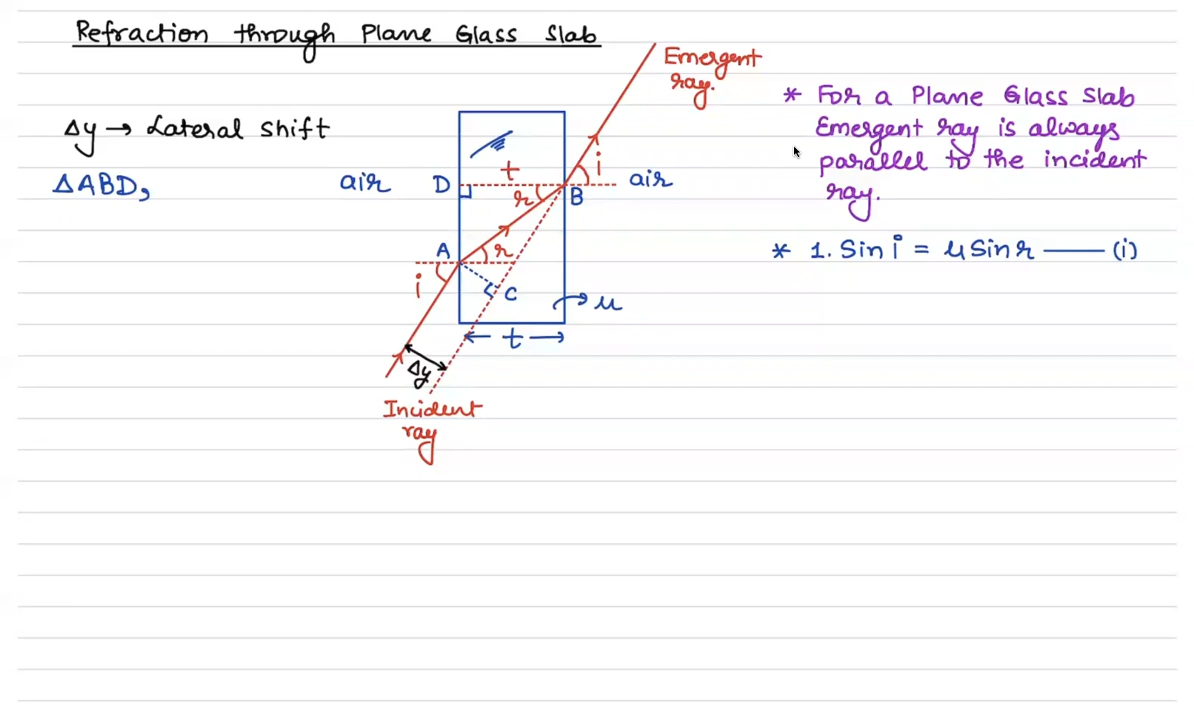 Refraction through Plane Glass Slab
Emergent
ray.
* For a Plane Glass Slab
Emergent ray is always
parallel to the incident
ray.
* 1. Sin i = μ Sin r —— (i)
Δy → Lateral Shift
ΔABD,
air
D
t
r
i
B
air
A
r
i
C
μ
t
Δy
Incident
ray